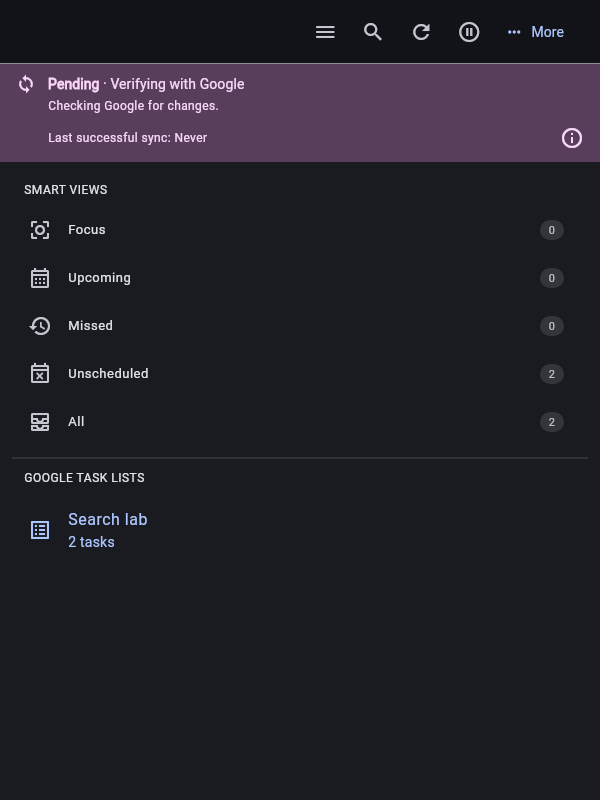 More
Pending · Verifying with Google
Checking Google for changes.
Last successful sync: Never
SMART VIEWS
Focus 0
Upcoming 0
Missed 0
Unscheduled 2
All 2
GOOGLE TASK LISTS
Search lab
2 tasks